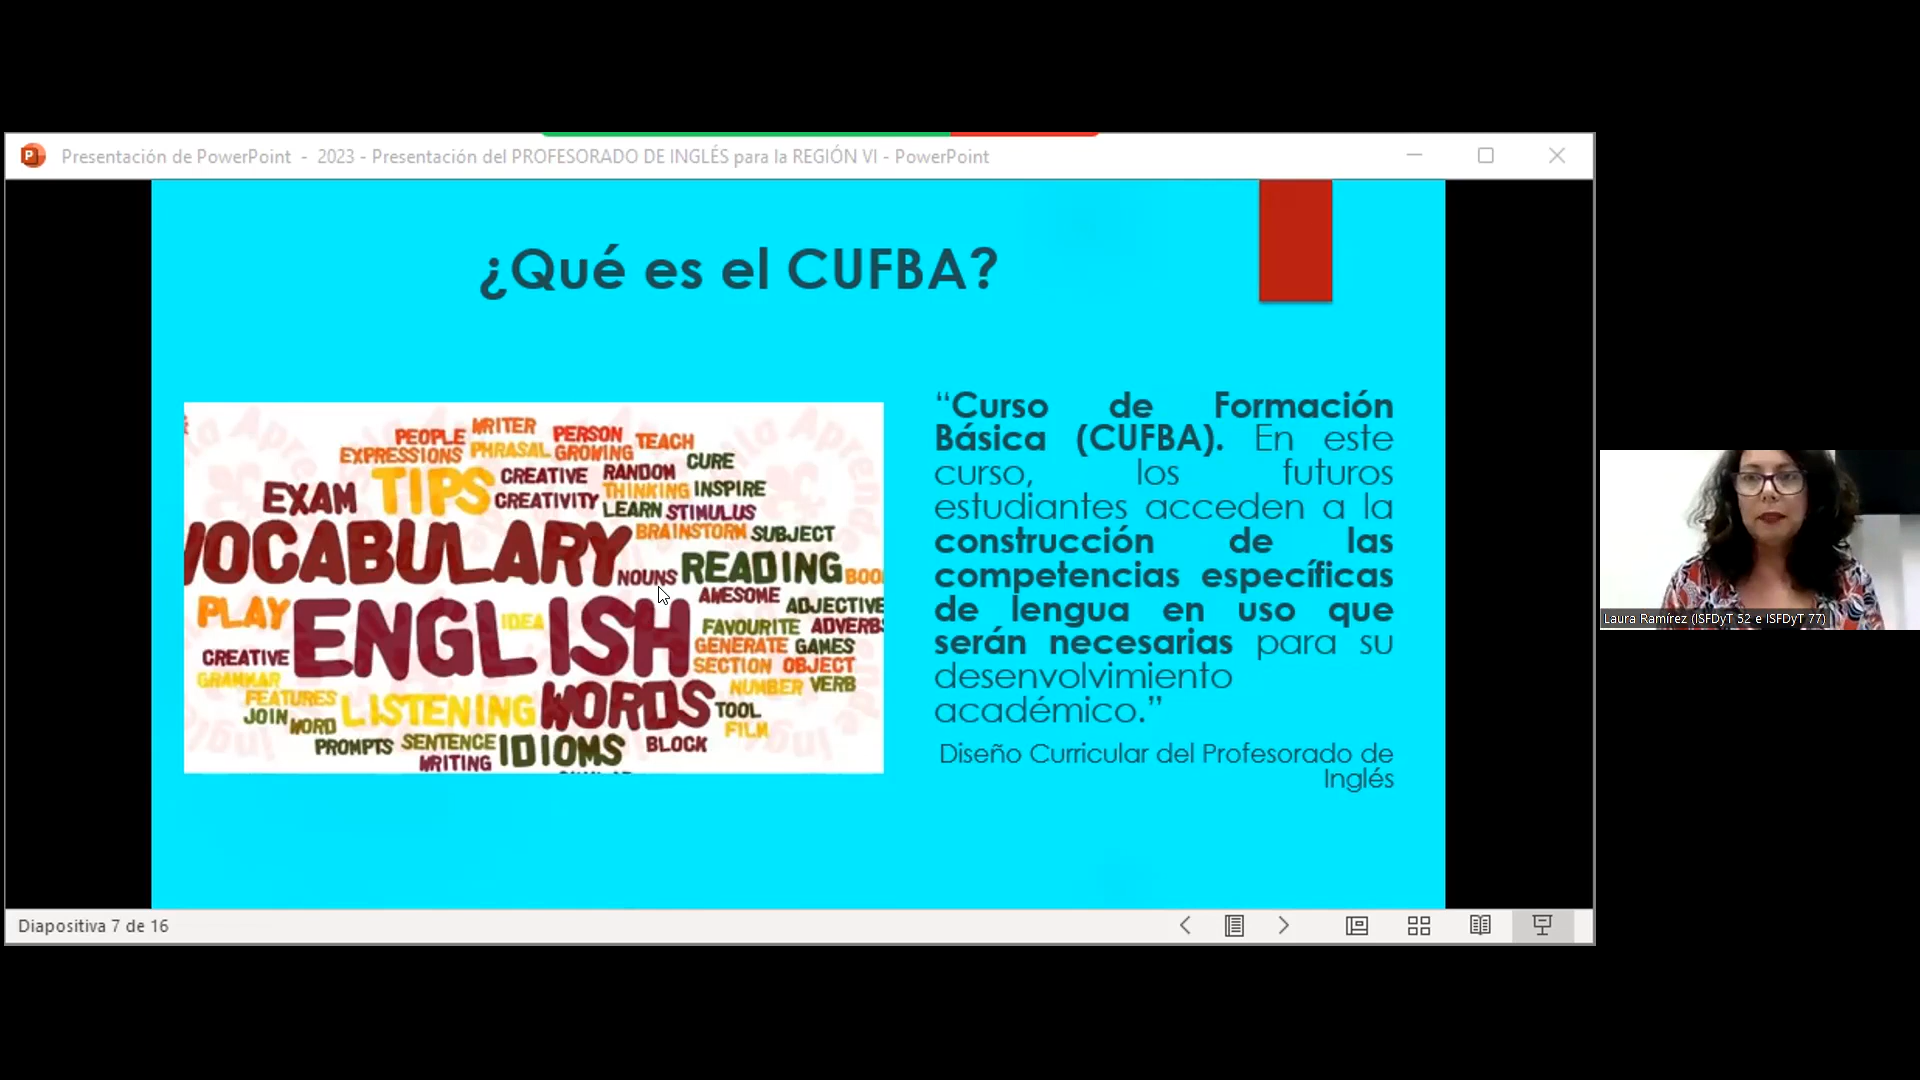 Presentación de PowerPoint - 2023 - Presentación del PROFESORADO DE INGLÉS para la REGIÓN VI - PowerPoint
¿Qué es el CUFBA?
PEOPLE WRITER PERSON TEACH
EXPRESSIONS PHRASAL GROWING
EXAM TIPS CREATIVE RANDOM CURE
CREATIVITY THINKING INSPIRE
LEARN STIMULUS
VOCABULARY BRAINSTORM SUBJECT
NOUNS READING
AWESOME ADJECTIVE
PLAY ENGLISH IDEA FAVOURITE ADVERBS
CREATIVE GENERATE GAMES
SECTION OBJECT
GRAMMAR NUMBER VERB
FEATURES
JOIN WORD LISTENING WORDS TOOL
FILM
PROMPTS SENTENCE IDIOMS BLOCK
WRITING
“Curso de Formación
Básica (CUFBA). En este
curso, los futuros
estudiantes acceden a la
construcción de las
competencias específicas
de lengua en uso que
serán necesarias para su
desenvolvimiento
académico.”
Diseño Curricular del Profesorado de
Inglés
Laura Ramírez (ISFDyT 52 e ISFDyT 77)
Diapositiva 7 de 16